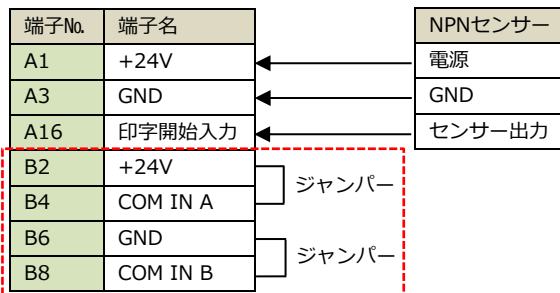 端子№ 端子名 NPNセンサー
A1 +24V 電源
A3 GND GND
A16 印字開始入力 センサー出力
B2 +24V
ジャンパー
B4 COM IN A
B6 GND
ジャンパー
B8 COM IN B